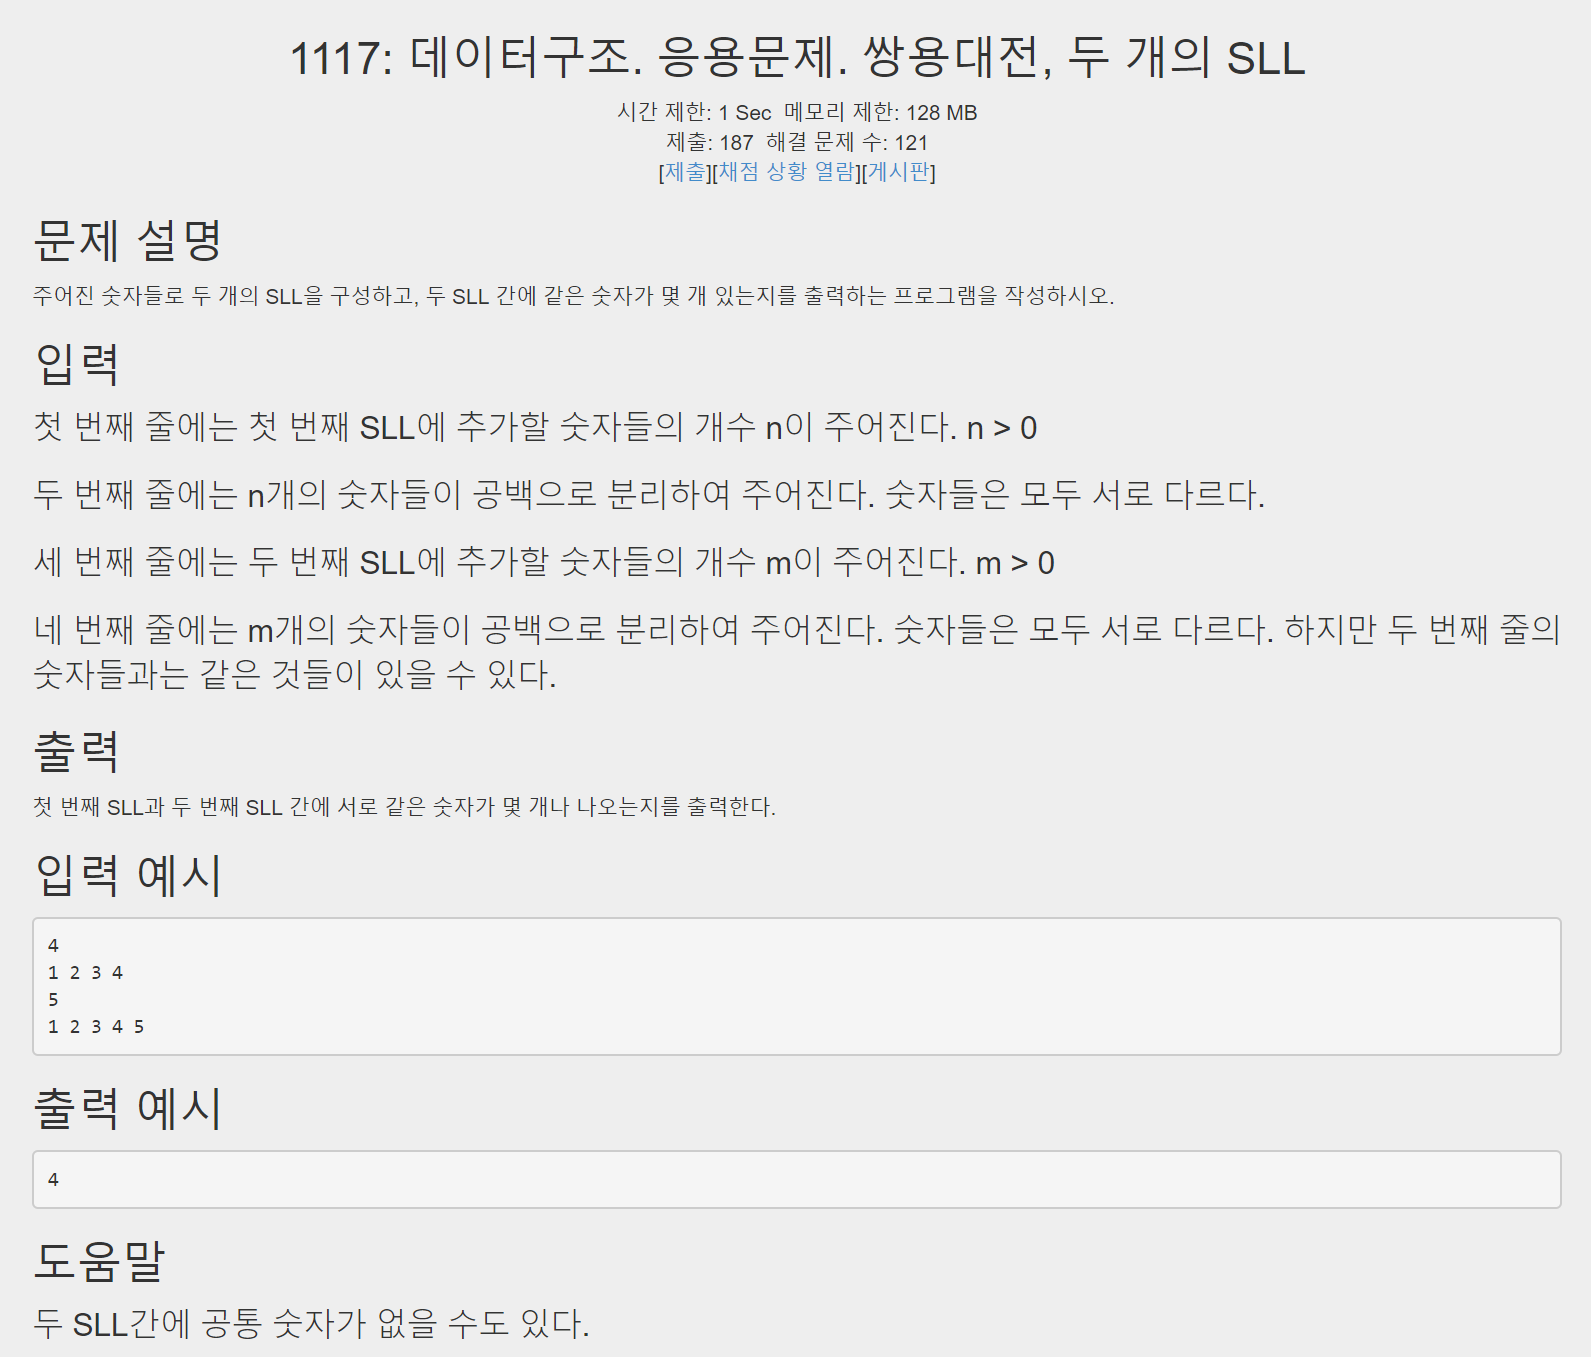 1117: 데이터구조. 응용문제. 쌍용대전, 두 개의 SLL
시간 제한: 1 Sec  메모리 제한: 128 MB
제출: 187  해결 문제 수: 121
[제출][채점 상황 열람][게시판]
문제 설명
주어진 숫자들로 두 개의 SLL을 구성하고, 두 SLL 간에 같은 숫자가 몇 개 있는지를 출력하는 프로그램을 작성하시오.
입력
첫 번째 줄에는 첫 번째 SLL에 추가할 숫자들의 개수 n이 주어진다. n > 0
두 번째 줄에는 n개의 숫자들이 공백으로 분리하여 주어진다. 숫자들은 모두 서로 다르다.
세 번째 줄에는 두 번째 SLL에 추가할 숫자들의 개수 m이 주어진다. m > 0
네 번째 줄에는 m개의 숫자들이 공백으로 분리하여 주어진다. 숫자들은 모두 서로 다르다. 하지만 두 번째 줄의
숫자들과는 같은 것들이 있을 수 있다.
출력
첫 번째 SLL과 두 번째 SLL 간에 서로 같은 숫자가 몇 개나 나오는지를 출력한다.
입력 예시
4
1 2 3 4
5
1 2 3 4 5
출력 예시
4
도움말
두 SLL간에 공통 숫자가 없을 수도 있다.